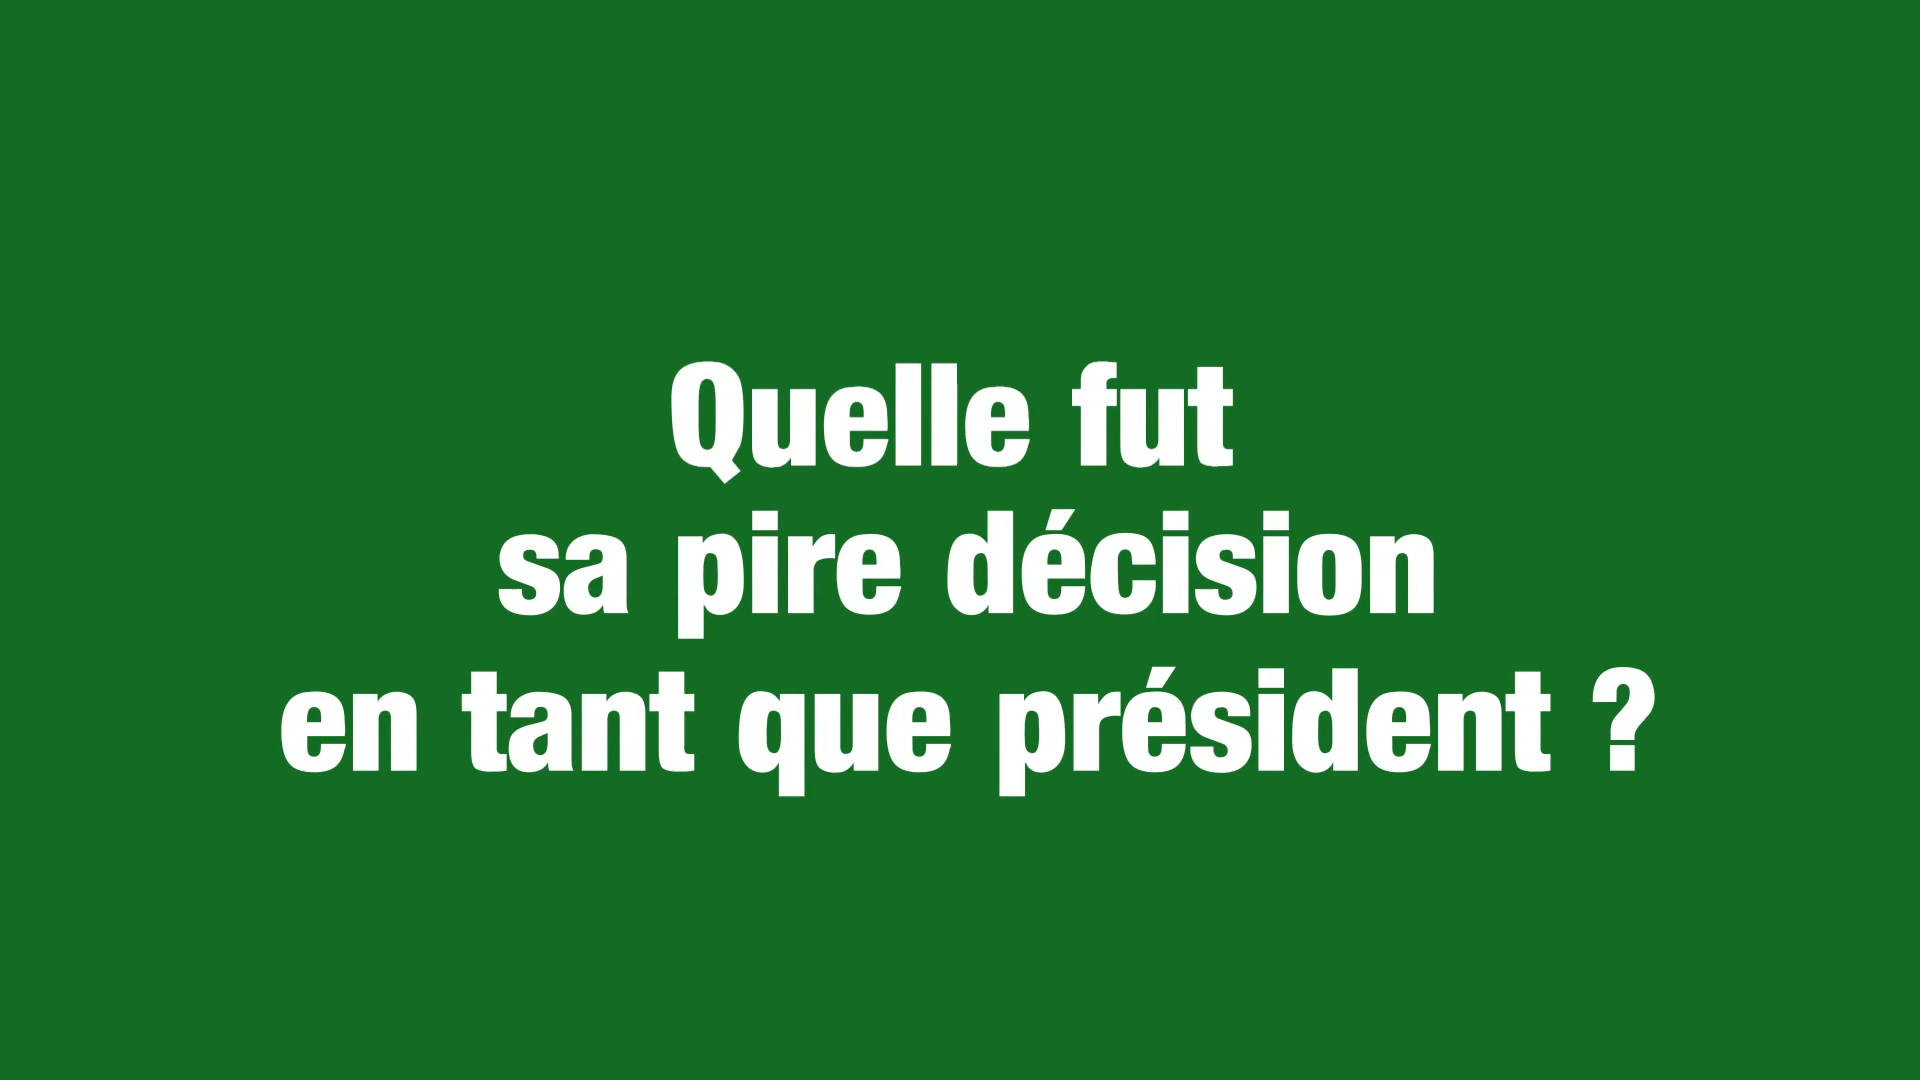 Quelle fut
sa pire décision
en tant que président ?